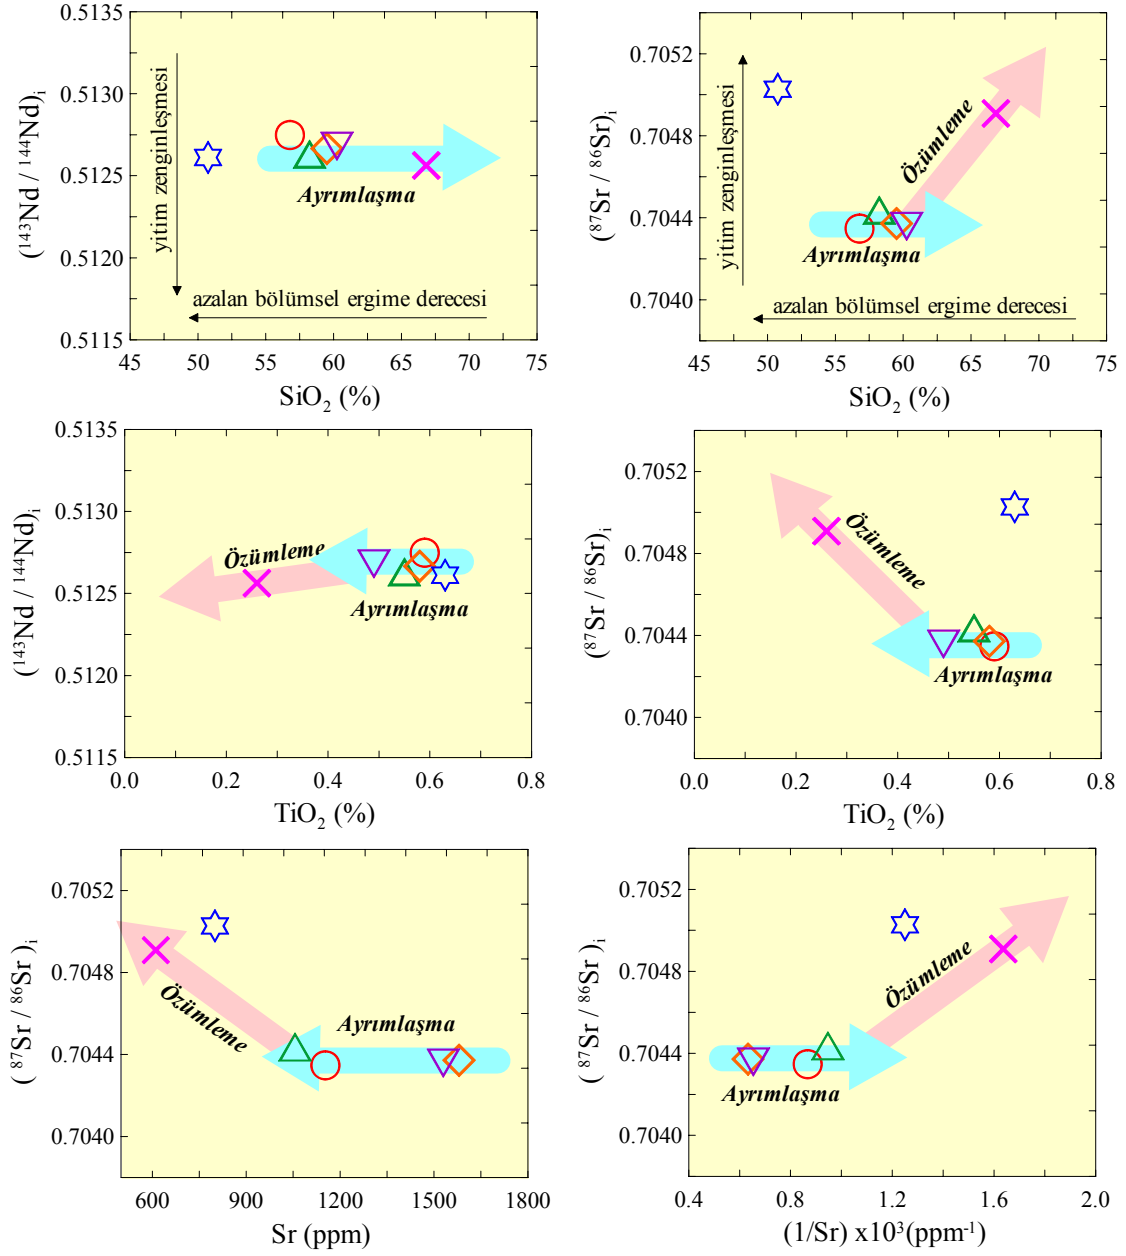 0.5135
0.5130
0.5125
0.5120
0.5115
(¹⁴³Nd / ¹⁴⁴Nd)ᵢ
yitim zenginleşmesi
Ayrımlaşma
azalan bölümsel ergime derecesi
45 50 55 60 65 70 75
SiO₂ (%)
0.7052
0.7048
0.7044
0.7040
(⁸⁷Sr / ⁸⁶Sr)ᵢ
yitim zenginleşmesi
Özümleme
Ayrımlaşma
azalan bölümsel ergime derecesi
45 50 55 60 65 70 75
SiO₂ (%)
0.5135
0.5130
0.5125
0.5120
0.5115
(¹⁴³Nd / ¹⁴⁴Nd)ᵢ
Özümleme
Ayrımlaşma
0.0 0.2 0.4 0.6 0.8
TiO₂ (%)
0.7052
0.7048
0.7044
0.7040
(⁸⁷Sr / ⁸⁶Sr)ᵢ
Özümleme
Ayrımlaşma
0.0 0.2 0.4 0.6 0.8
TiO₂ (%)
0.7052
0.7048
0.7044
0.7040
(⁸⁷Sr / ⁸⁶Sr)ᵢ
Özümleme
Ayrımlaşma
600 900 1200 1500 1800
Sr (ppm)
0.7052
0.7048
0.7044
0.7040
(⁸⁷Sr / ⁸⁶Sr)ᵢ
Özümleme
Ayrımlaşma
0.4 0.8 1.2 1.6 2.0
(1/Sr) x10³(ppm⁻¹)